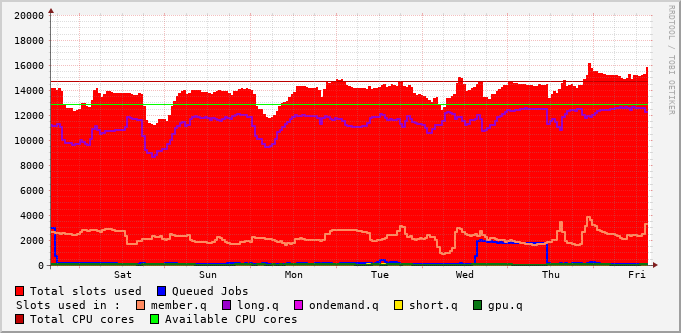 20000
18000
16000
14000
12000
10000
8000
6000
4000
2000
0
Sat Sun Mon Tue Wed Thu Fri
RRDTOOL / TOBI OETIKER
Total slots used Queued Jobs
Slots used in : member.q long.q ondemand.q short.q gpu.q
Total CPU cores Available CPU cores